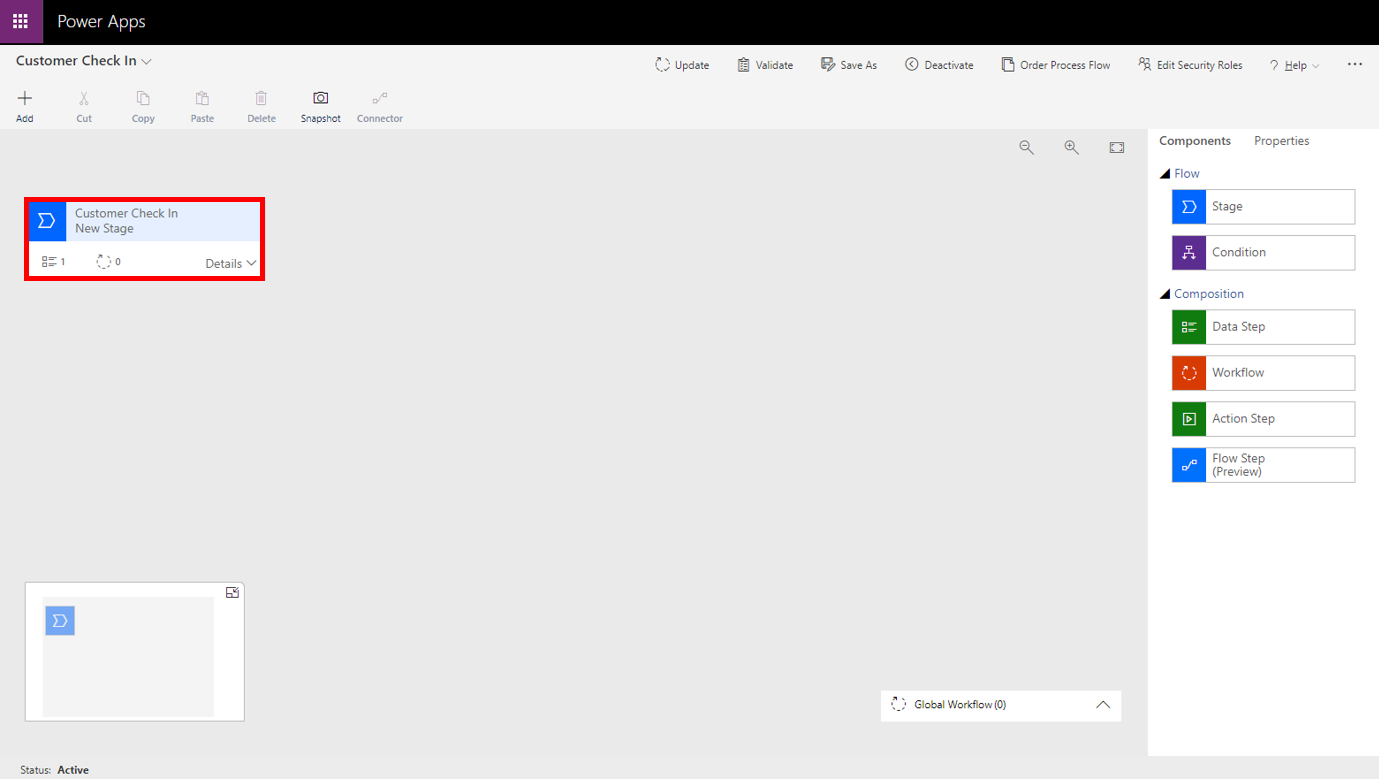 Power Apps
Customer Check In
Update
Validate
Save As
Deactivate
Order Process Flow
Edit Security Roles
? Help
...
Add
Cut
Copy
Paste
Delete
Snapshot
Connector
Customer Check In
New Stage
1
0
Details
Global Workflow (0)
Components
Properties
Flow
Stage
Condition
Composition
Data Step
Workflow
Action Step
Flow Step
(Preview)
Status: Active